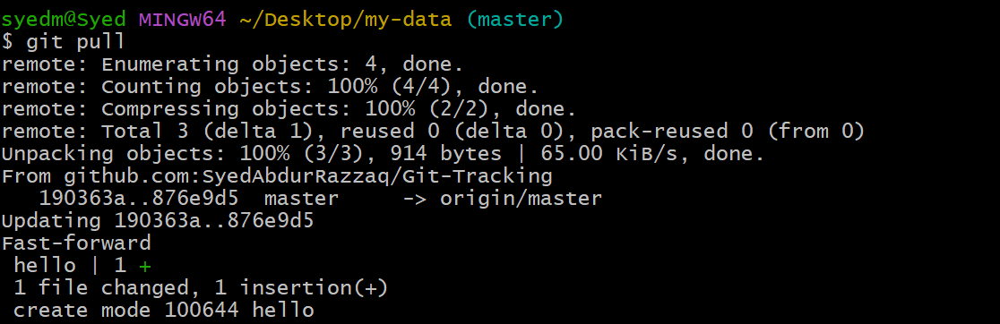 syedm@Syed MINGW64 ~/Desktop/my-data (master)
$ git pull
remote: Enumerating objects: 4, done.
remote: Counting objects: 100% (4/4), done.
remote: Compressing objects: 100% (2/2), done.
remote: Total 3 (delta 1), reused 0 (delta 0), pack-reused 0 (from 0)
Unpacking objects: 100% (3/3), 914 bytes | 65.00 KiB/s, done.
From github.com:SyedAbdurRazzaq/Git-Tracking
   190363a..876e9d5  master     -> origin/master
Updating 190363a..876e9d5
Fast-forward
 hello | 1 +
 1 file changed, 1 insertion(+)
 create mode 100644 hello